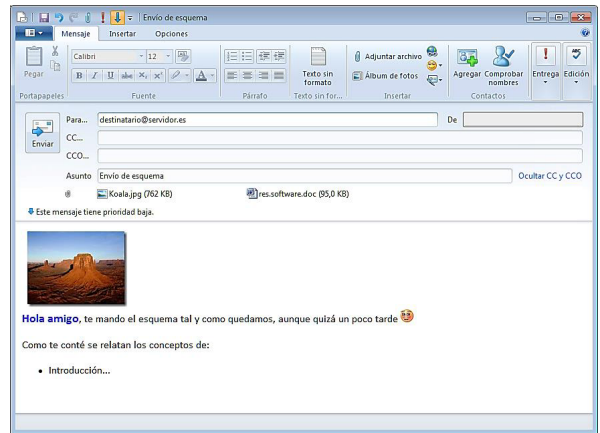 Envío de esquema
Mensaje Insertar Opciones
Calibri 12 Adjuntar archivo
Pegar N K I U abc X₂ X² A Texto sin formato Álbum de fotos Agregar Comprobar nombres Entrega Edición
Portapapeles Fuente Párrafo Texto sin for... Insertar Contactos
Para... destinatario@servidor.es De
Enviar CC...
CCO...
Asunto Envío de esquema Ocultar CC y CCO
Koala.jpg (762 KB) res.software.doc (95,0 KB)
Este mensaje tiene prioridad baja.
Hola amigo, te mando el esquema tal y como quedamos, aunque quizá un poco tarde
Como te conté se relatan los conceptos de:
• Introducción...